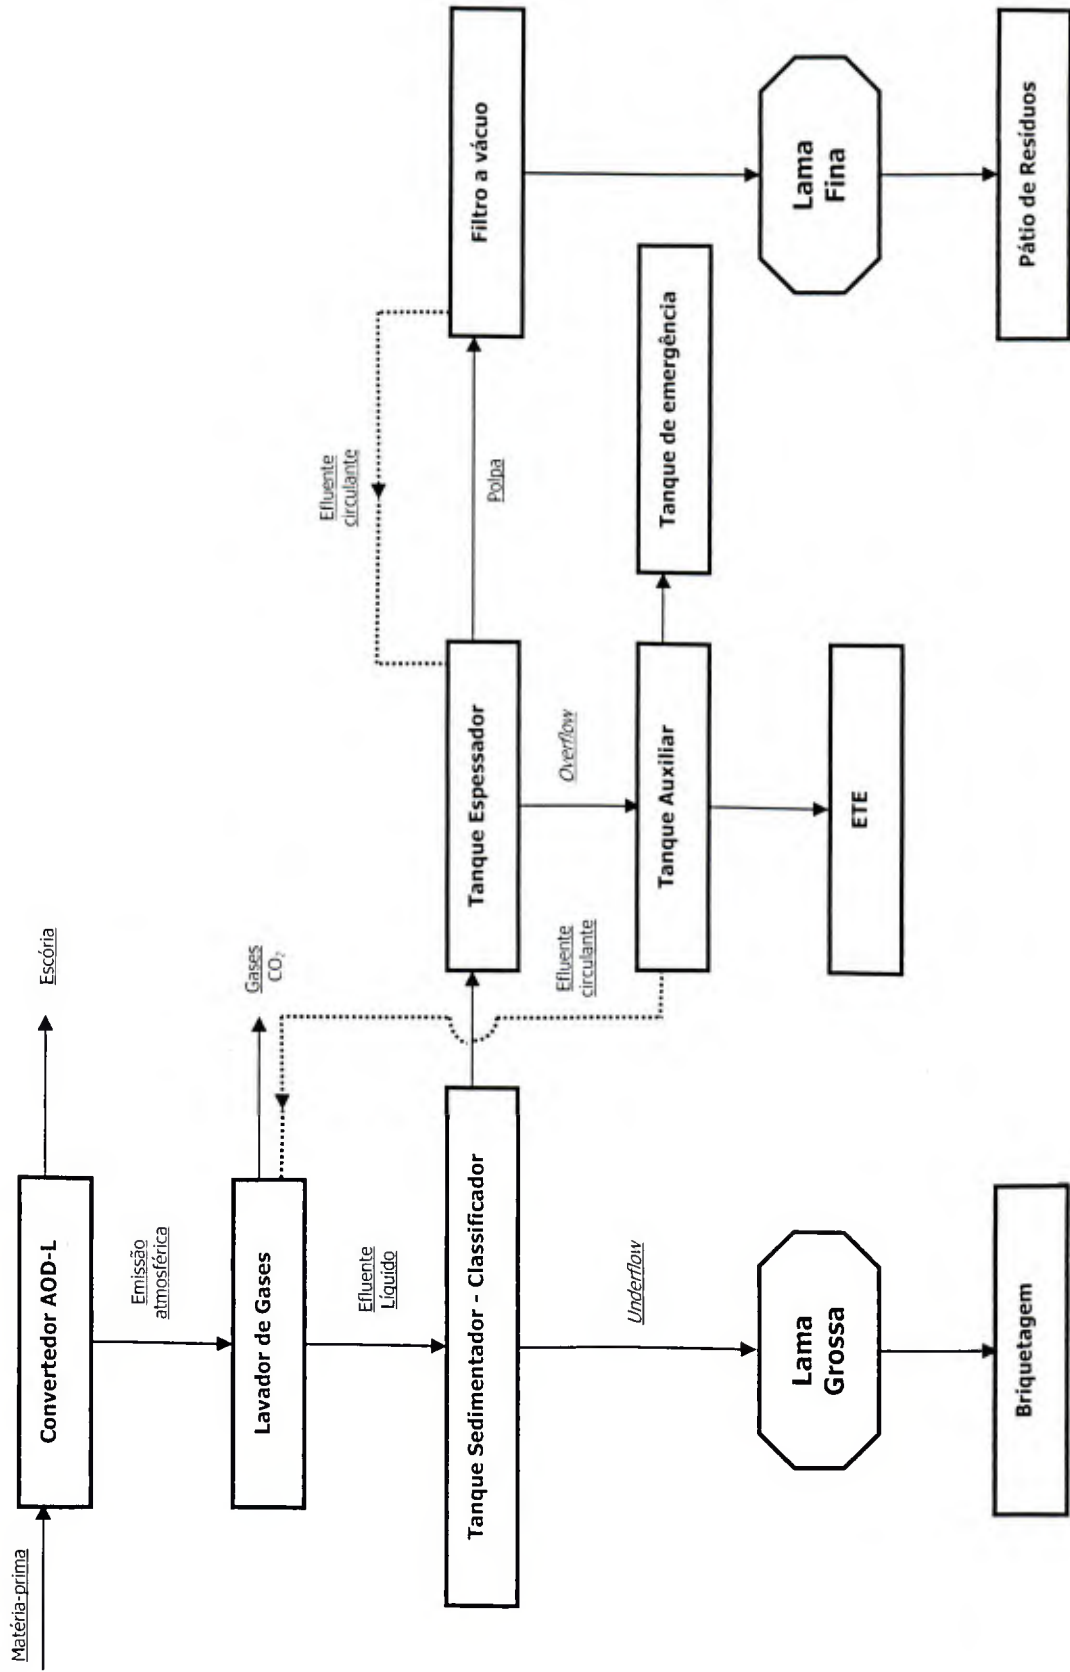 Matéria-prima
Convertedor AOD-L
Escória
Emissão
atmosférica
Lavador de Gases
Gases
CO₂
Efluente
Líquido
Tanque Sedimentador - Classificador
Efluente
circulante
Tanque Espessador
Efluente
circulante
Polpa
Filtro a vácuo
Underflow
Overflow
Tanque Auxiliar
Tanque de emergência
Lama
Grossa
ETE
Lama
Fina
Briquetagem
Pátio de Resíduos